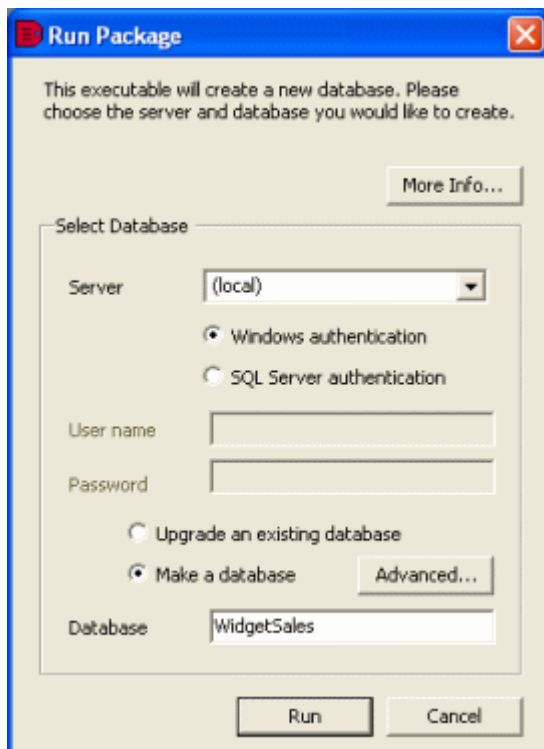 Run Package
This executable will create a new database. Please
choose the server and database you would like to create.
More Info...
Select Database
Server
(local)
Windows authentication
SQL Server authentication
User name
Password
Upgrade an existing database
Make a database
Advanced...
Database
WidgetSales
Run
Cancel